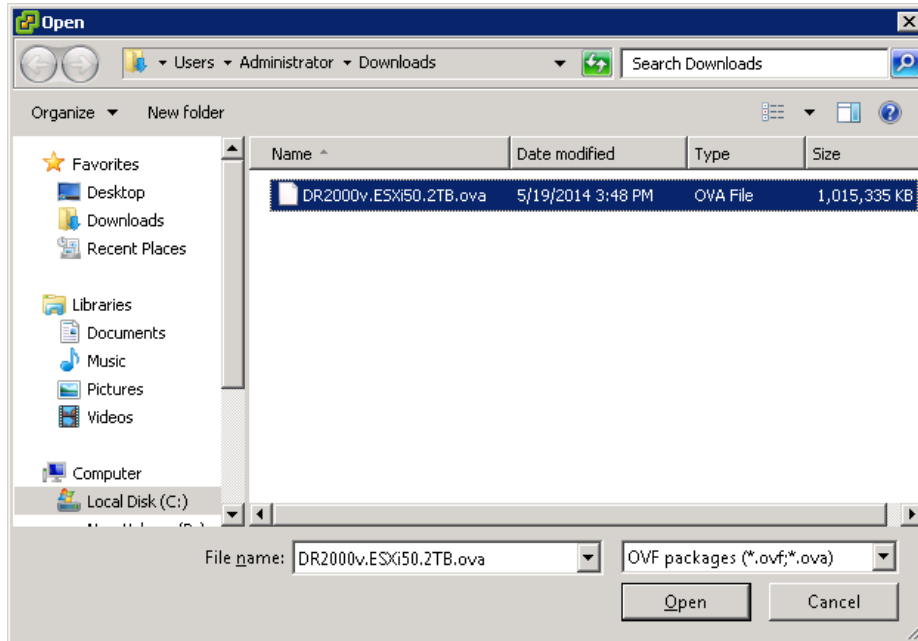 Open
Users Administrator Downloads
Search Downloads
Organize New folder
Name Date modified Type Size
DR2000v.ESXi50.2TB.ova 5/19/2014 3:48 PM OVA File 1,015,335 KB
Favorites
Desktop
Downloads
Recent Places
Libraries
Documents
Music
Pictures
Videos
Computer
Local Disk (C:)
File name: DR2000v.ESXi50.2TB.ova OVF packages (*.ovf;*.ova)
Open Cancel